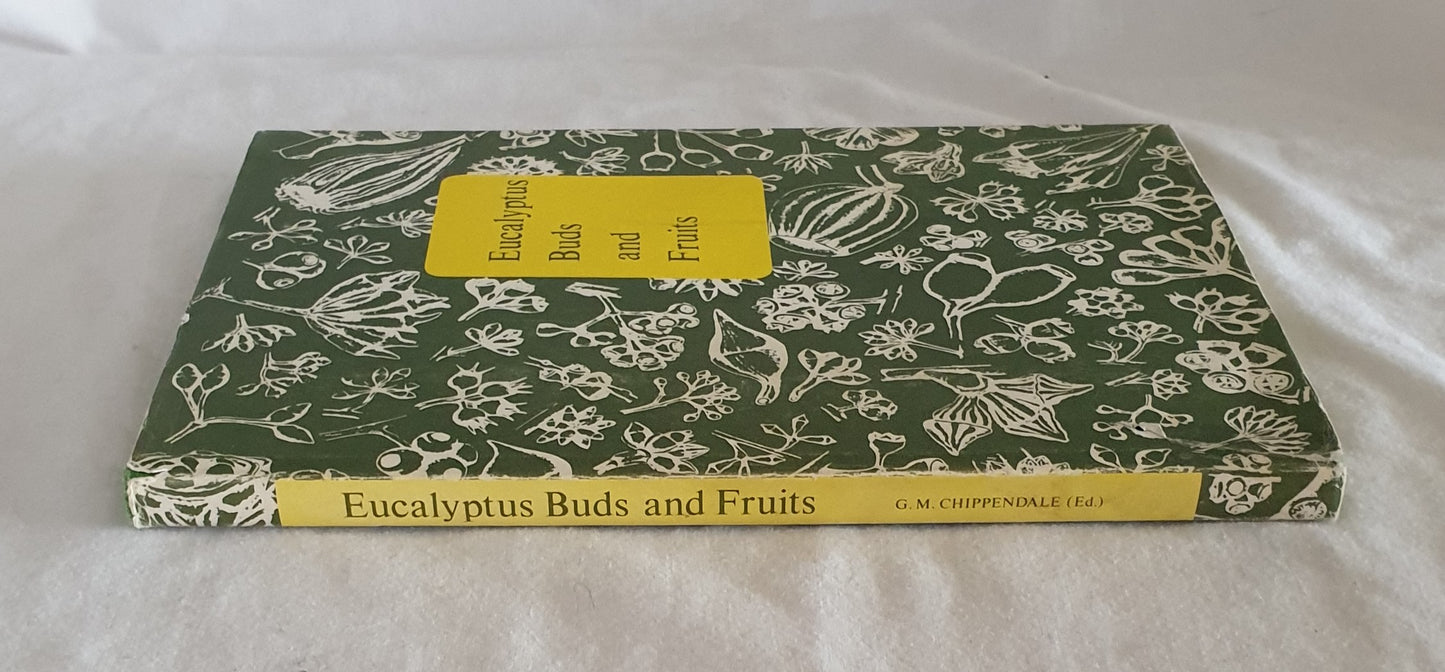 Eucalyptus
Buds
and
Fruits
Eucalyptus Buds and Fruits G. M. CHIPPENDALE (Ed.)